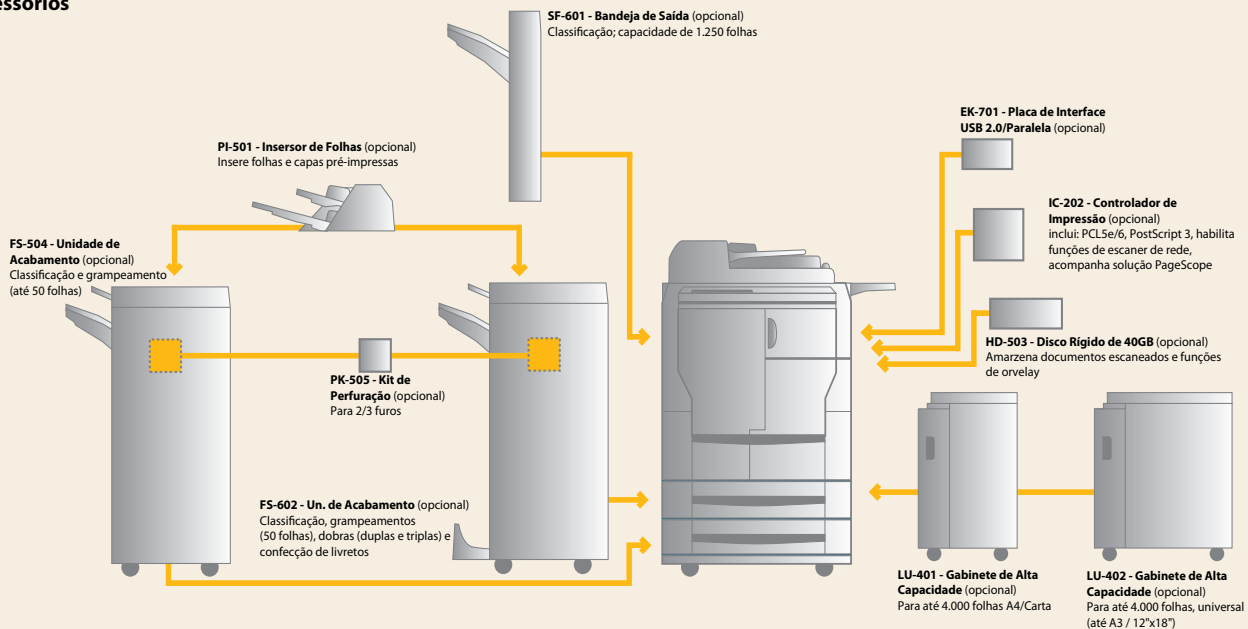 SF-601 - Bandeja de Saída (opcional)
Classificação; capacidade de 1.250 folhas
EK-701 - Placa de Interface
USB 2.0/Paralela (opcional)
PI-501 - Insersor de Folhas (opcional)
Insere folhas e capas pré-impressas
IC-202 - Controlador de
Impressão (opcional)
inclui: PCL5e/6, PostScript 3, habilita
funções de escaner de rede,
acompanha solução PageScope
FS-504 - Unidade de
Acabamento (opcional)
Classificação e grampeamento
(até 50 folhas)
HD-503 - Disco Rígido de 40GB (opcional)
Amarzena documentos escaneados e funções
de orvelay
PK-505 - Kit de
Perfuração (opcional)
Para 2/3 furos
FS-602 - Un. de Acabamento (opcional)
Classificação, grampeamentos
(50 folhas), dobras (duplas e triplas) e
confecção de livretos
LU-401 - Gabinete de Alta
Capacidade (opcional)
Para até 4.000 folhas A4/Carta
LU-402 - Gabinete de Alta
Capacidade (opcional)
Para até 4.000 folhas, universal
(até A3 / 12"x18")